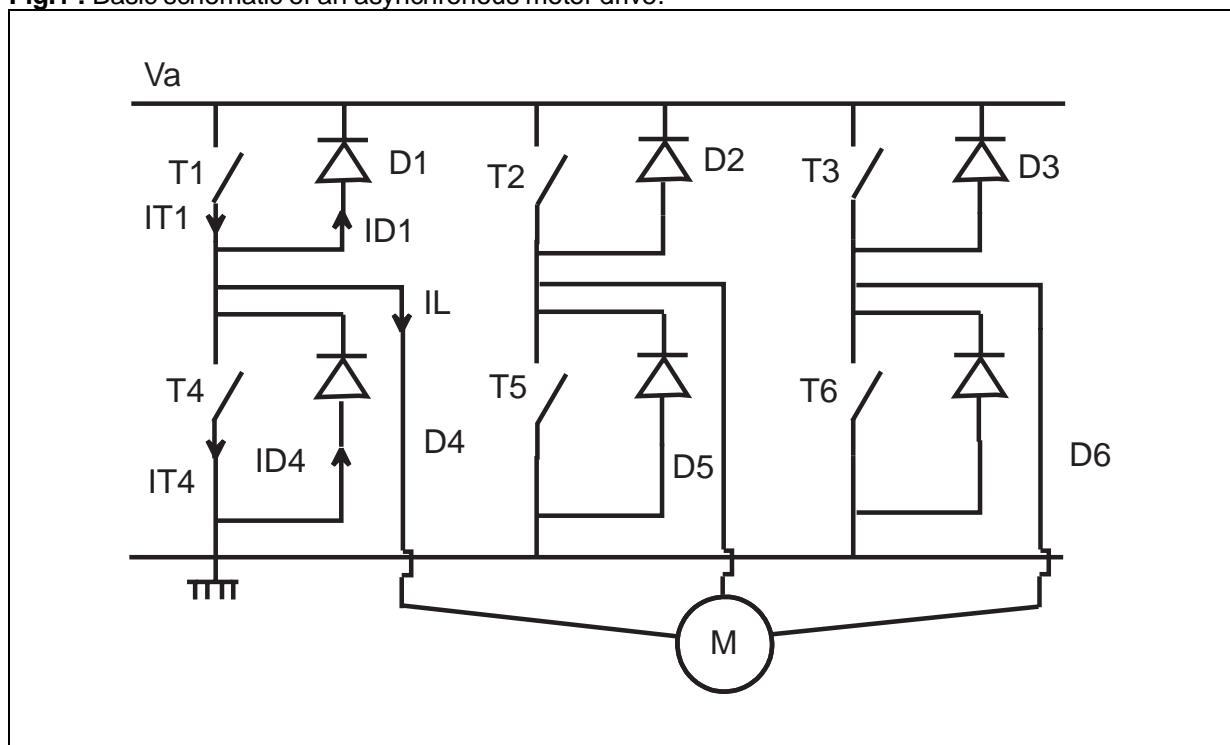 Fig.1 : Basic schematic of an asynchronous motor drive.
Va
T1
D1
T2
D2
T3
D3
IT1
ID1
IL
T4
T5
T6
D4
ID4
IT4
D5
D6
M